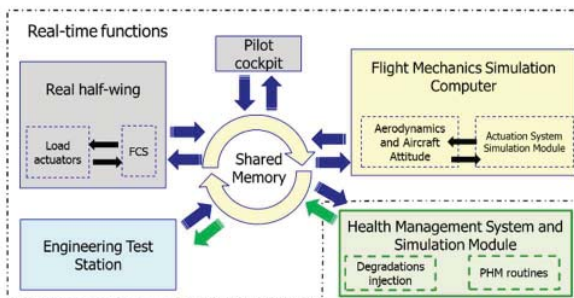 Real-time functions
Pilot
cockpit
Real half-wing
Load
actuators
FCS
Flight Mechanics Simulation
Computer
Aerodynamics
and Aircraft
Attitude
Actuation System
Simulation Module
Shared
Memory
Engineering Test
Station
Health Management System and
Simulation Module
Degradations
injection
PHM routines